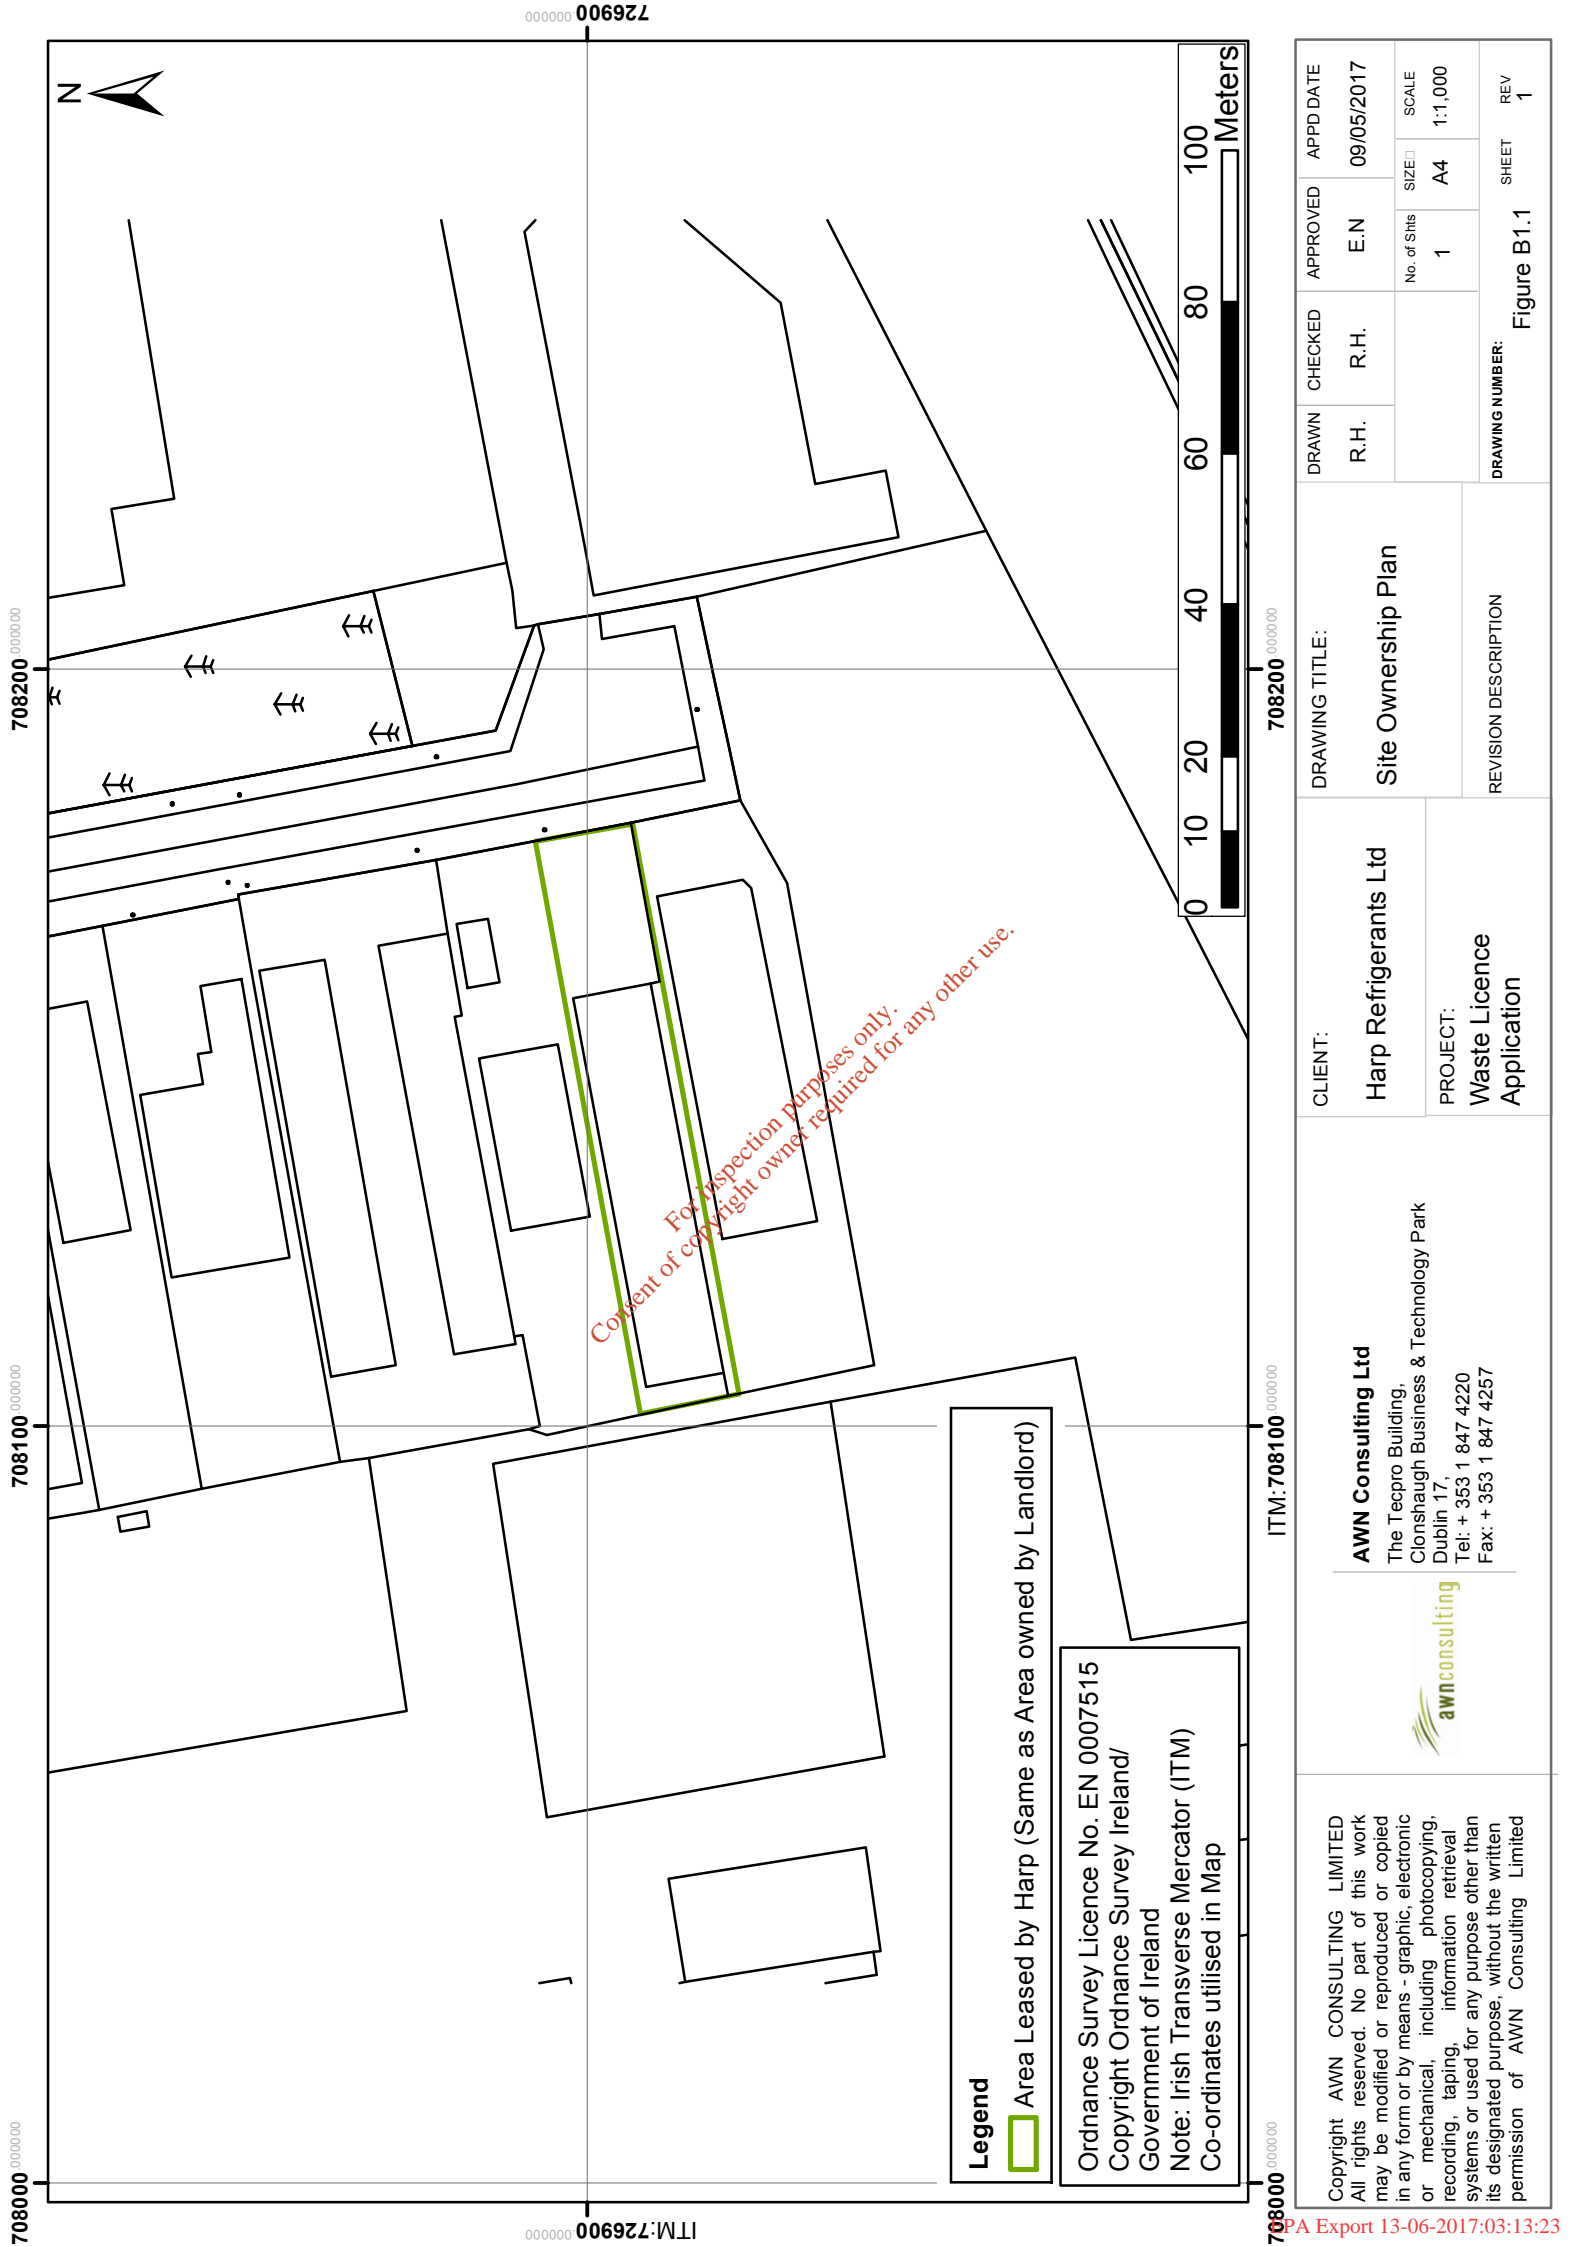 708000.000000
708100.000000
708200.000000
N
ITM:726900.000000
726900.000000
For inspection purposes only.
Consent of copyright owner required for any other use.
Legend
Area Leased by Harp (Same as Area owned by Landlord)
Ordnance Survey Licence No. EN 0007515
Copyright Ordnance Survey Ireland/
Government of Ireland
Note: Irish Transverse Mercator (ITM)
Co-ordinates utilised in Map
0 10 20 40 60 80 100
Meters
708000.000000
ITM:708100.000000
708200.000000
Copyright AWN CONSULTING LIMITED
All rights reserved. No part of this work
may be modified or reproduced or copied
in any form or by means - graphic, electronic
or mechanical, including photocopying,
recording, taping, information retrieval
systems or used for any purpose other than
its designated purpose, without the written
permission of AWN Consulting Limited
awnconsulting
AWN Consulting Ltd
The Tecpro Building,
Clonshaugh Business & Technology Park
Dublin 17,
Tel: + 353 1 847 4220
Fax: + 353 1 847 4257
CLIENT:
Harp Refrigerants Ltd
PROJECT:
Waste Licence
Application
DRAWING TITLE:
Site Ownership Plan
REVISION DESCRIPTION
DRAWN CHECKED APPROVED APPD DATE
R.H. R.H. E.N 09/05/2017
No. of Shts SIZE SCALE
1 A4 1:1,000
DRAWING NUMBER: SHEET REV
Figure B1.1 1
EPA Export 13-06-2017:03:13:23